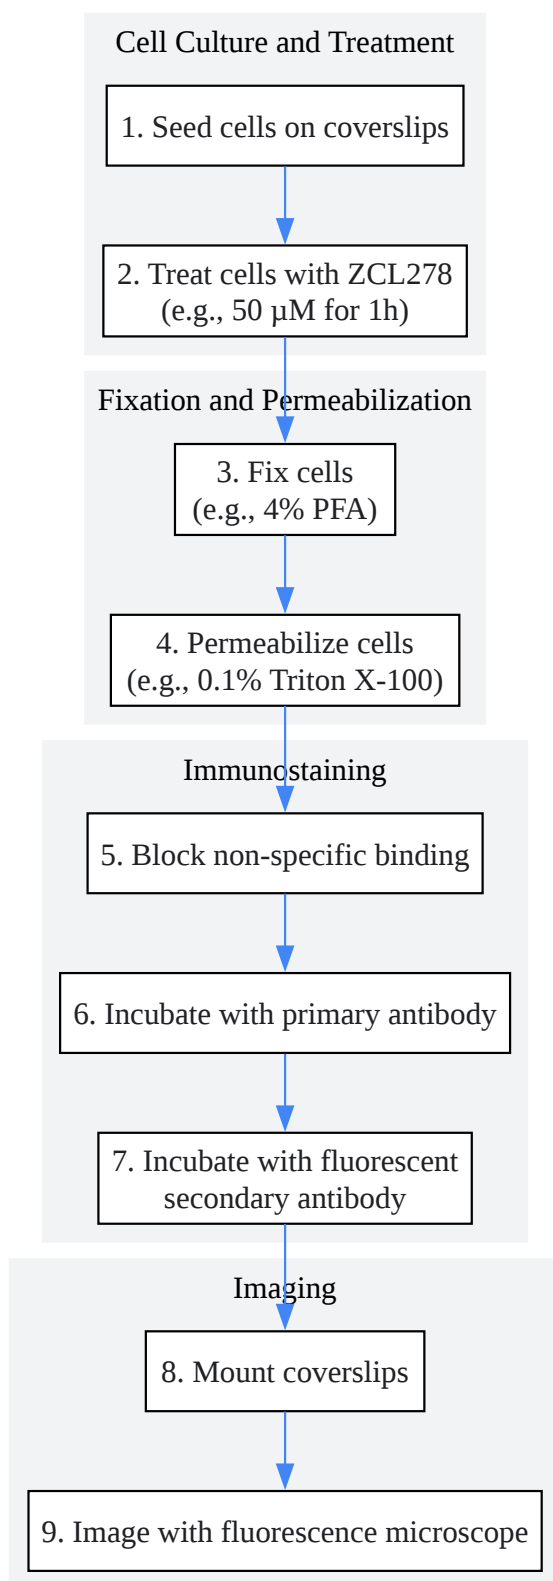 Cell Culture and Treatment
1. Seed cells on coverslips
2. Treat cells with ZCL278
(e.g., 50 µM for 1h)
Fixation and Permeabilization
3. Fix cells
(e.g., 4% PFA)
4. Permeabilize cells
(e.g., 0.1% Triton X-100)
Immunostaining
5. Block non-specific binding
6. Incubate with primary antibody
7. Incubate with fluorescent
secondary antibody
Imaging
8. Mount coverslips
9. Image with fluorescence microscope